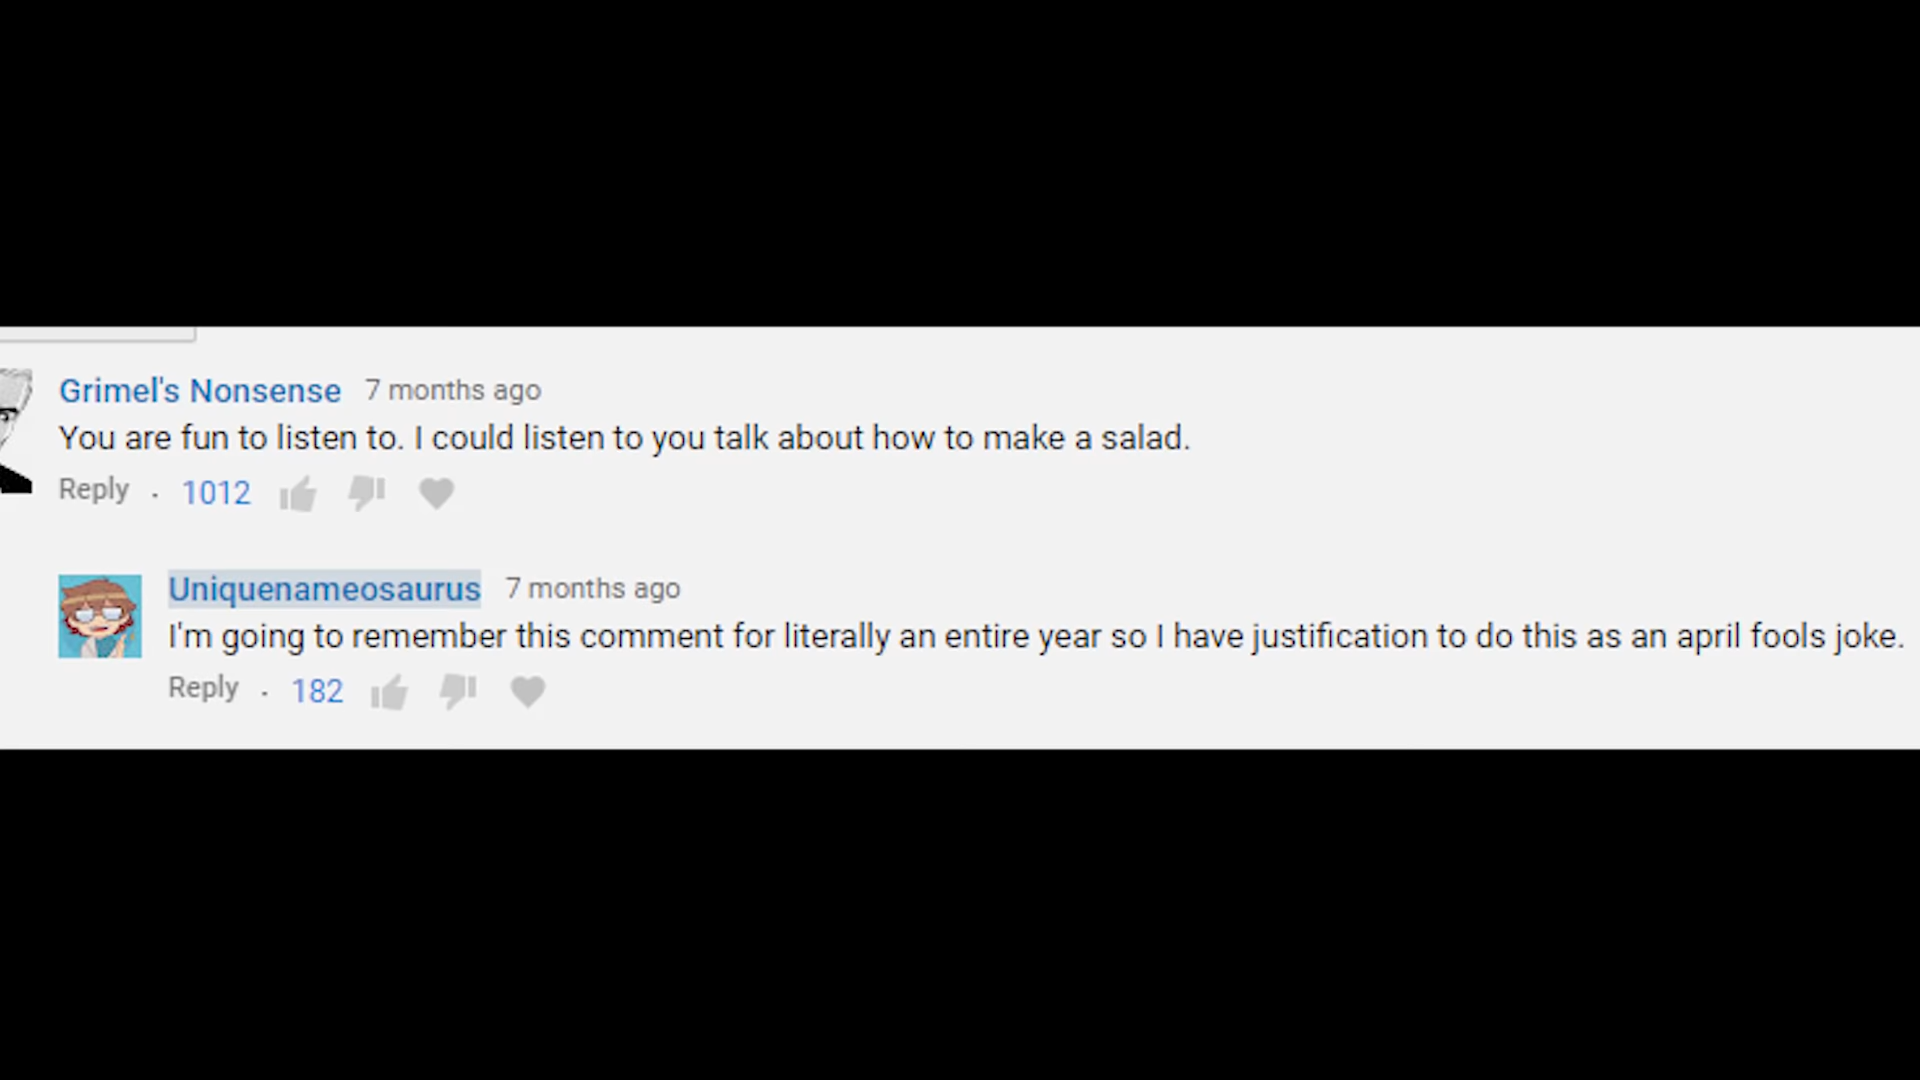 Grimel's Nonsense 7 months ago
You are fun to listen to. I could listen to you talk about how to make a salad.
Reply . 1012
Uniquenameosaurus 7 months ago
I'm going to remember this comment for literally an entire year so I have justification to do this as an april fools joke.
Reply . 182